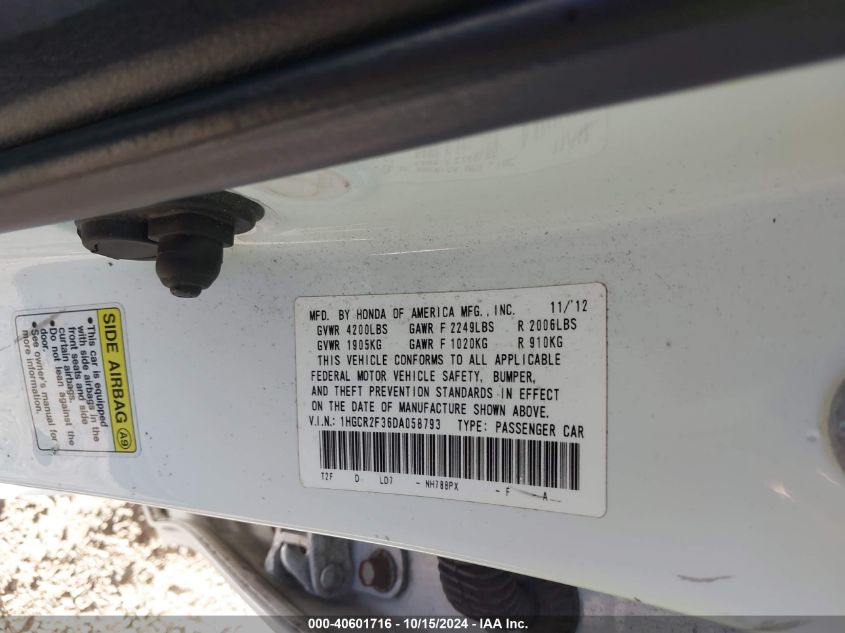 MFD. BY HONDA OF AMERICA MFG., INC. 11/'12
GVWR 4200LBS GAWR F 2249LBS R 2006LBS
GVWR 1905KG GAWR F 1020KG R 910KG
THIS VEHICLE CONFORMS TO ALL APPLICABLE
FEDERAL MOTOR VEHICLE SAFETY, BUMPER,
AND THEFT PREVENTION STANDARDS IN EFFECT
ON THE DATE OF MANUFACTURE SHOWN ABOVE.
V.I.N.: 1HGCR2F36DA058793 TYPE: PASSENGER CAR
T2F D LD7 - NH788PX - F - A
SIDE AIRBAG A9
•This car is equipped
with side airbags in the
front seats and side
curtain airbags.
•Do not lean against the
door.
•See owner's manual for
more information.
000-40601716 - 10/15/2024 - IAA Inc.